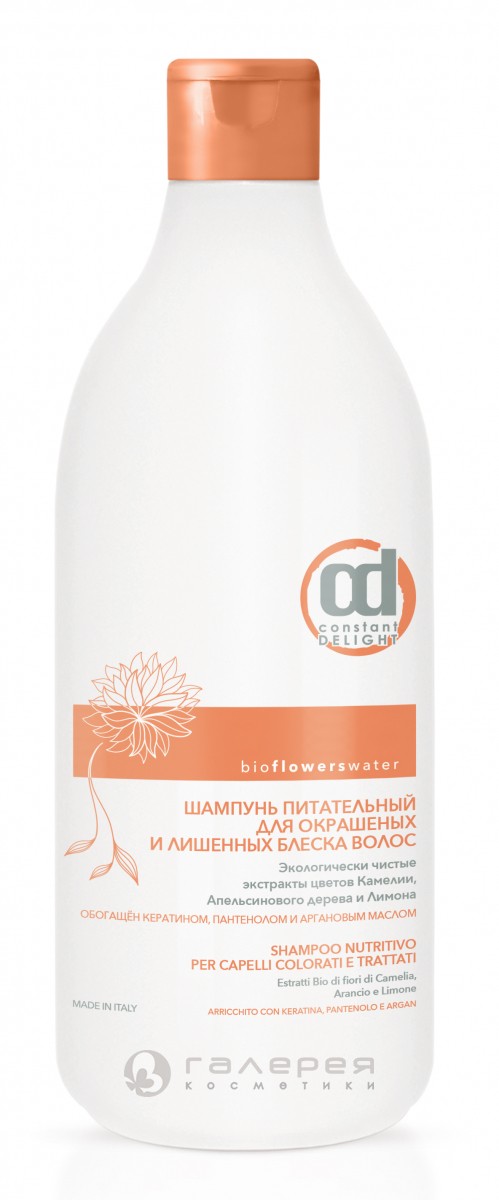 cd
constant
DELIGHT
bioflowerswater
ШАМПУНЬ ПИТАТЕЛЬНЫЙ
ДЛЯ ОКРАШЕНЫХ
И ЛИШЕННЫХ БЛЕСКА ВОЛОС
Экологически чистые
экстракты цветов Камелии,
Апельсинового дерева и Лимона
ОБОГАЩЁН КЕРАТИНОМ, ПАНТЕНОЛОМ И АРГАНОВЫМ МАСЛОМ
SHAMPOO NUTRITIVO
PER CAPELLI COLORATI E TRATTATI
Estratti Bio di fiori di Camelia,
Arancio e Limone
MADE IN ITALY
ARRICCHITO CON KERATINA, PANTENOLO E ARGAN
галерея
косметики